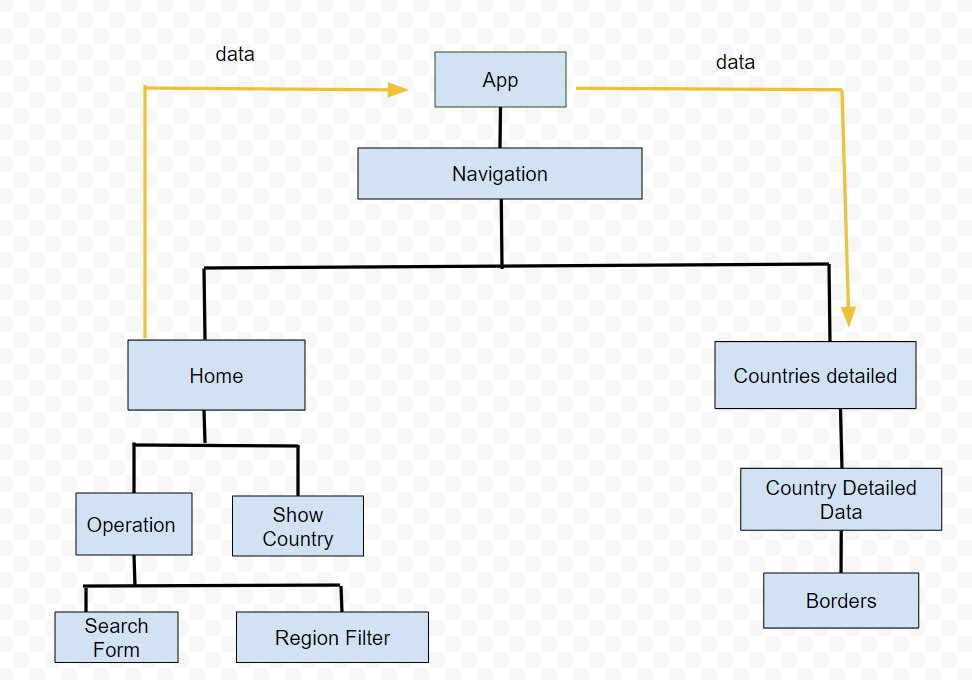 data
App
data
Navigation
Home
Countries detailed
Operation
Show
Country
Country Detailed
Data
Search
Form
Region Filter
Borders